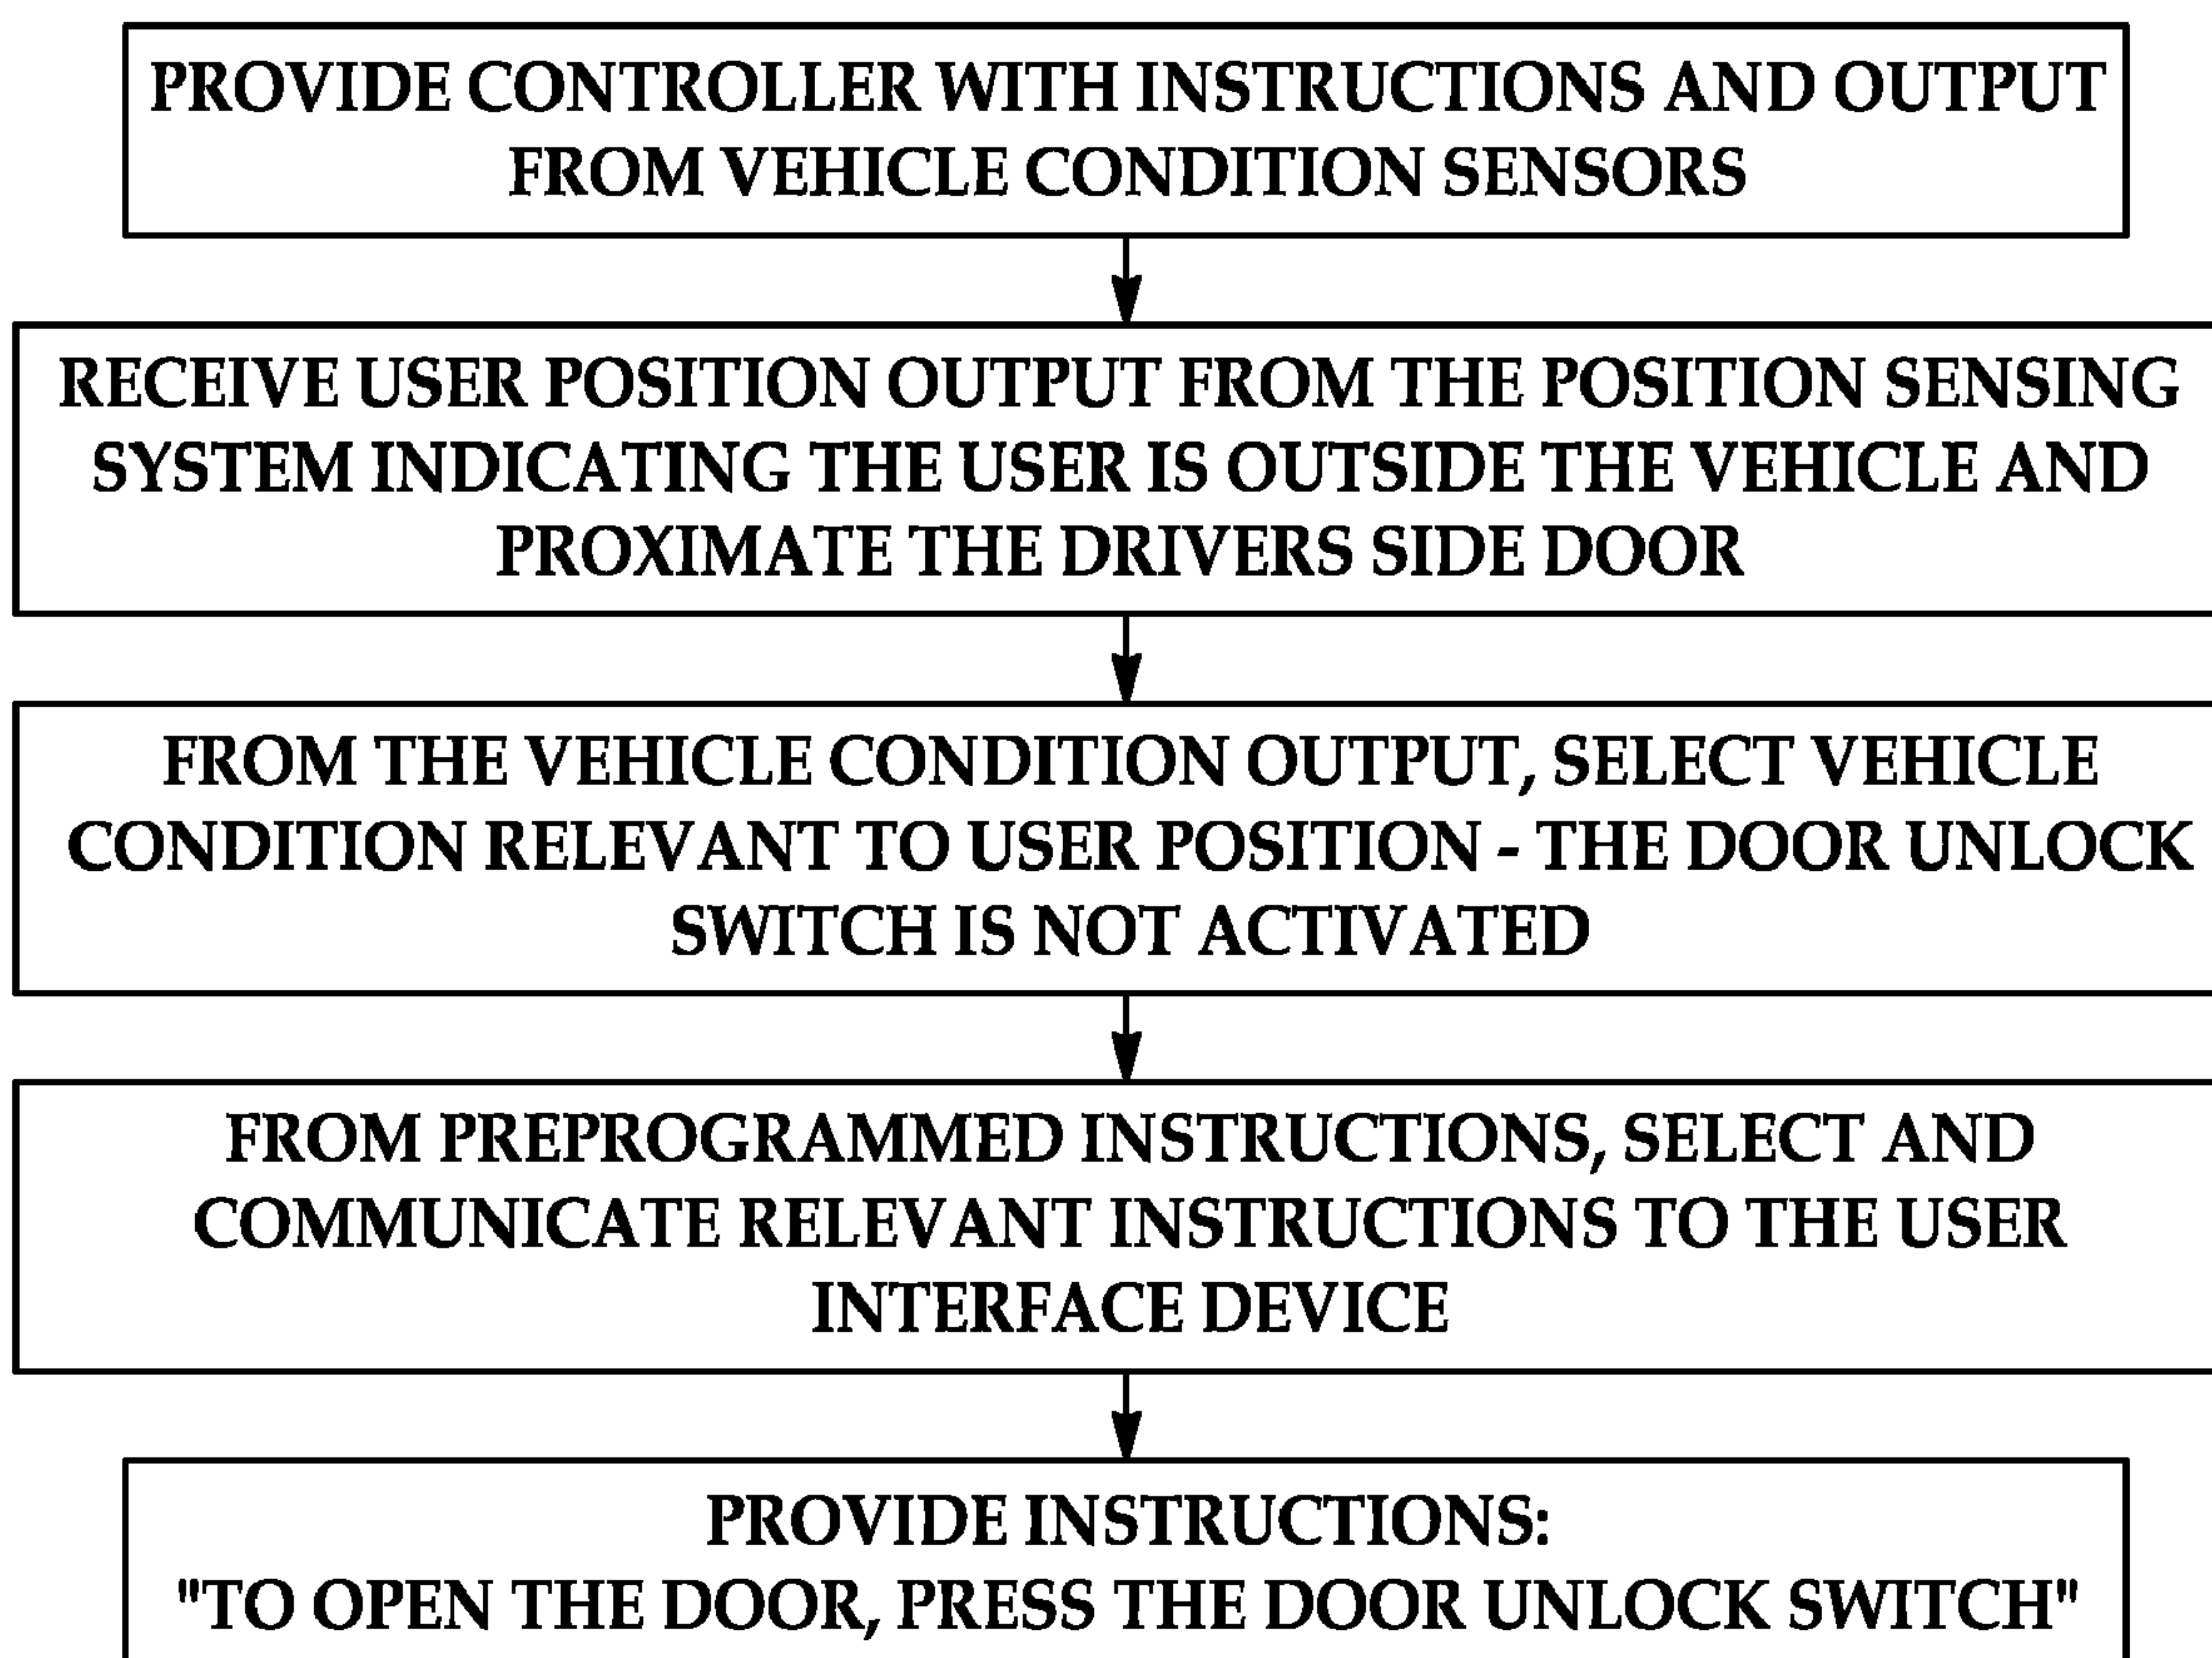 PROVIDE CONTROLLER WITH INSTRUCTIONS AND OUTPUT
FROM VEHICLE CONDITION SENSORS
RECEIVE USER POSITION OUTPUT FROM THE POSITION SENSING
SYSTEM INDICATING THE USER IS OUTSIDE THE VEHICLE AND
PROXIMATE THE DRIVERS SIDE DOOR
FROM THE VEHICLE CONDITION OUTPUT, SELECT VEHICLE
CONDITION RELEVANT TO USER POSITION - THE DOOR UNLOCK
SWITCH IS NOT ACTIVATED
FROM PREPROGRAMMED INSTRUCTIONS, SELECT AND
COMMUNICATE RELEVANT INSTRUCTIONS TO THE USER
INTERFACE DEVICE
PROVIDE INSTRUCTIONS:
"TO OPEN THE DOOR, PRESS THE DOOR UNLOCK SWITCH"